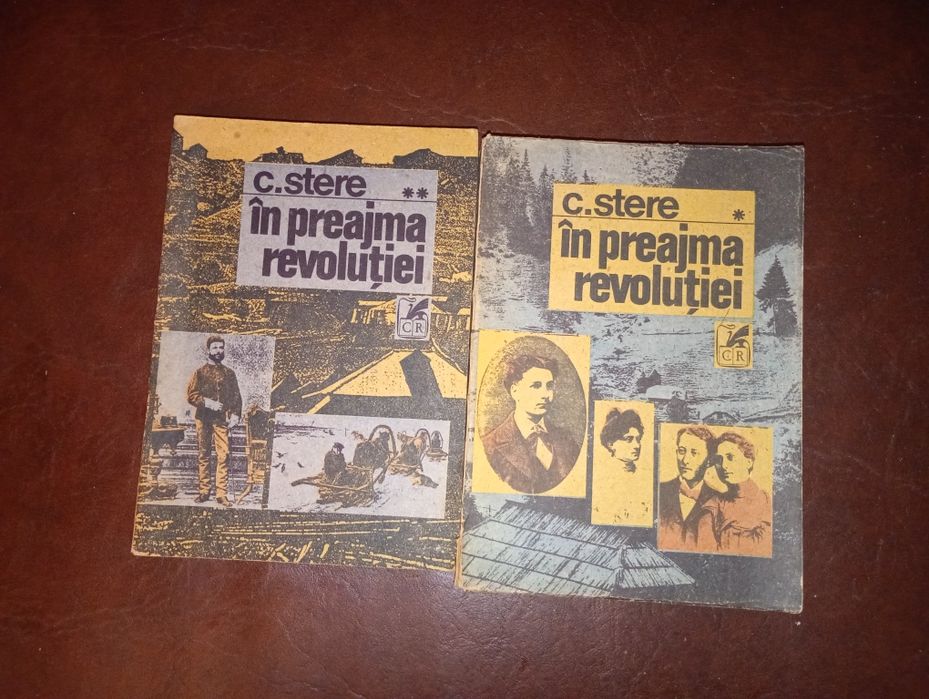 c.stere **
în preajma
revoluției
CR
c.stere *
în preajma
revoluției
CR